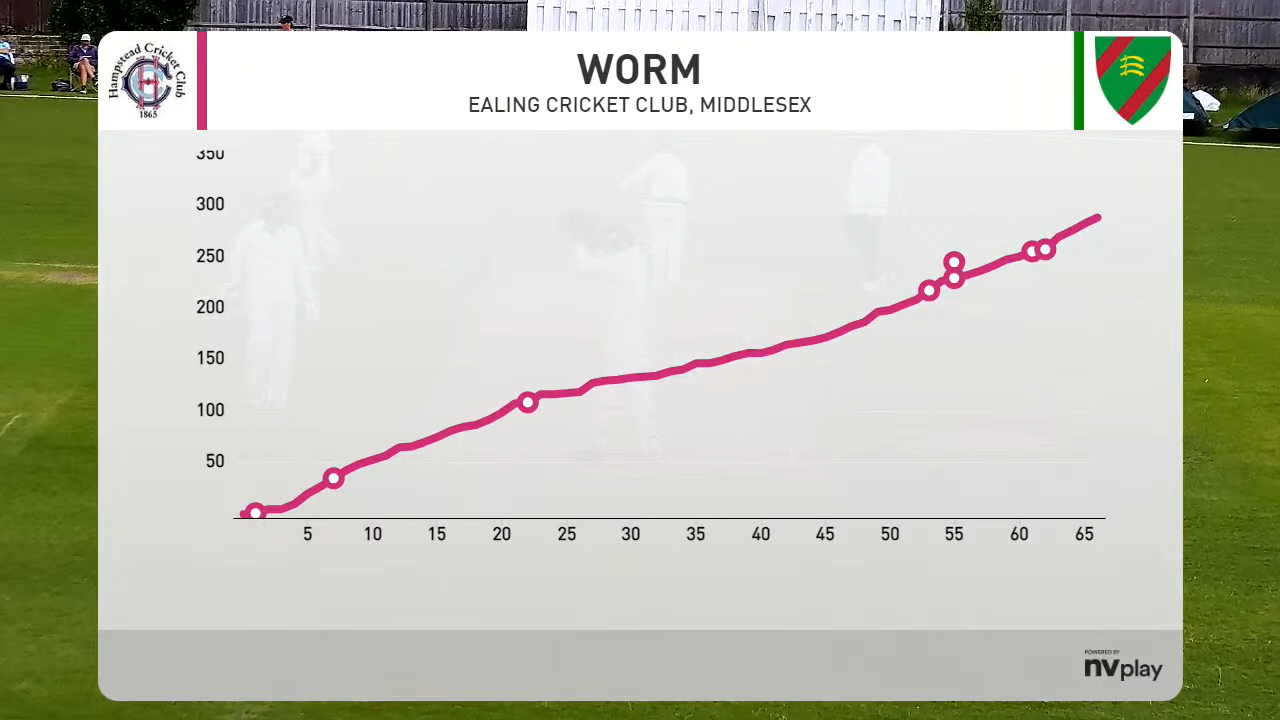 Hampstead Cricket Club
1865
WORM
EALING CRICKET CLUB, MIDDLESEX
350
300
250
200
150
100
50
5 10 15 20 25 30 35 40 45 50 55 60 65
POWERED BY
nvplay